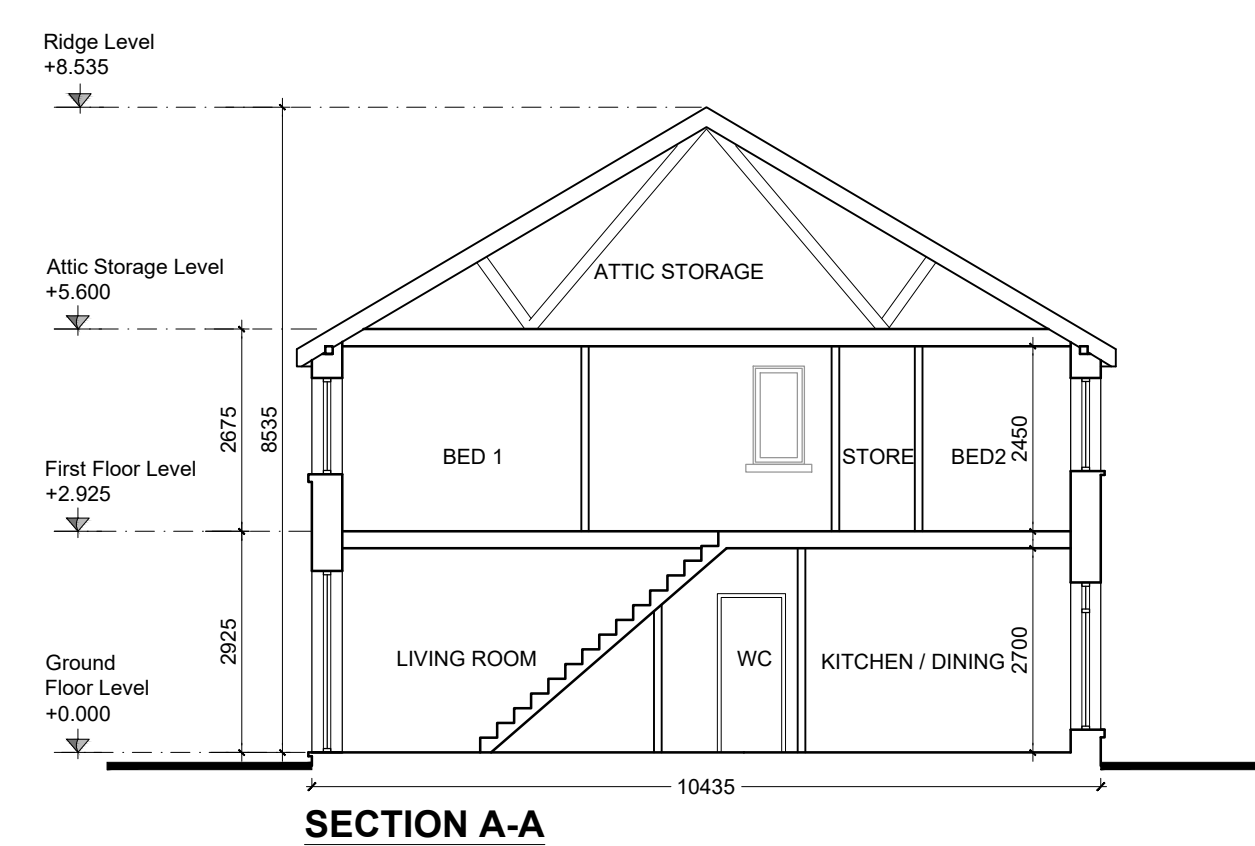 Ridge Level
+8.535
Attic Storage Level
+5.600
ATTIC STORAGE
2675
8535
First Floor Level
+2.925
BED 1
STORE
BED2
2450
2925
Ground
Floor Level
+0.000
LIVING ROOM
WC
KITCHEN / DINING
2700
10435
SECTION A-A